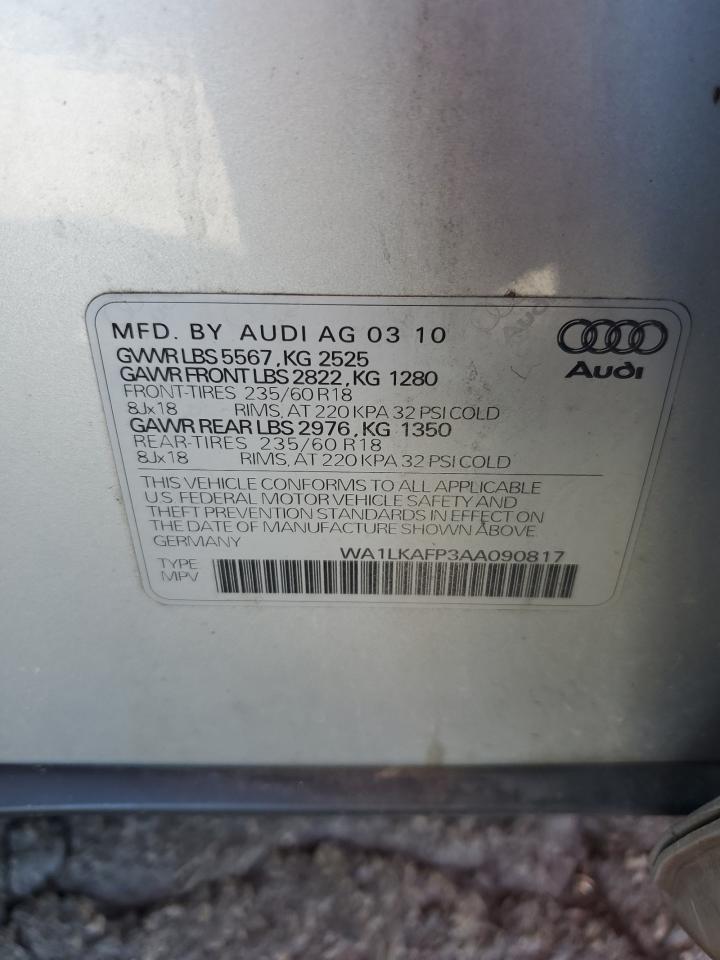 MFD. BY AUDI AG 03 10
GVWR LBS 5567, KG 2525
GAWR FRONT LBS 2822, KG 1280
FRONT-TIRES 235/60 R18
8Jx18 RIMS, AT 220 KPA 32 PSI COLD
GAWR REAR LBS 2976, KG 1350
REAR-TIRES 235/60 R18
8Jx18 RIMS, AT 220 KPA 32 PSI COLD
Audi
THIS VEHICLE CONFORMS TO ALL APPLICABLE
U.S. FEDERAL MOTOR VEHICLE SAFETY AND
THEFT PREVENTION STANDARDS IN EFFECT ON
THE DATE OF MANUFACTURE SHOWN ABOVE.
GERMANY WA1LKAFP3AA090817
TYPE
MPV